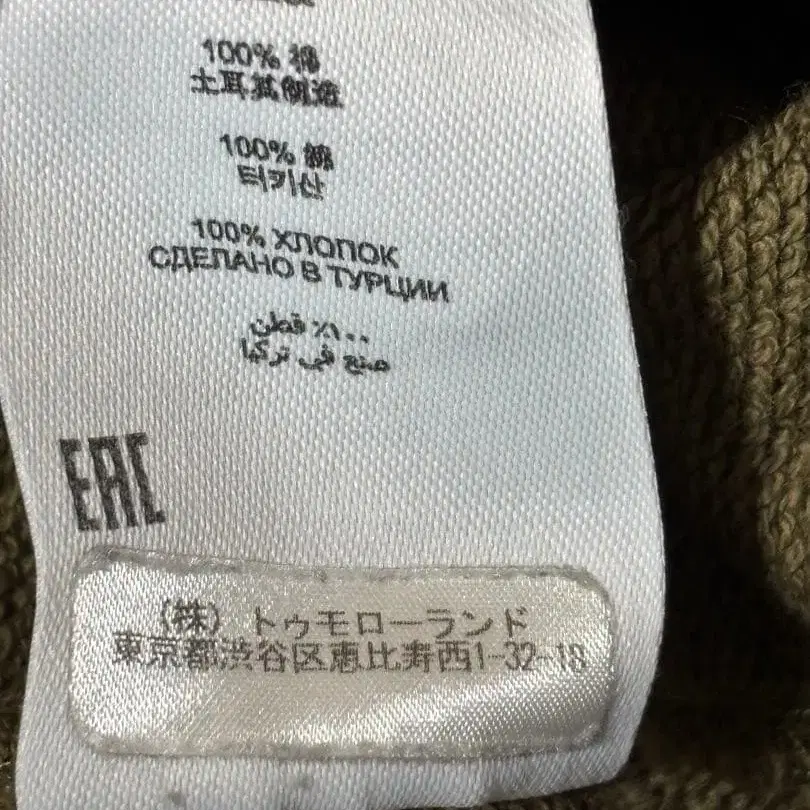 100% 棉
土耳其制造
100% 綿
터키산
100% ХЛОПОК
СДЕЛАНО В ТУРЦИИ
١٠٠٪ قطن
صنع في تركيا
EAC
(株) トゥモローランド
東京都渋谷区恵比寿西1-32-18